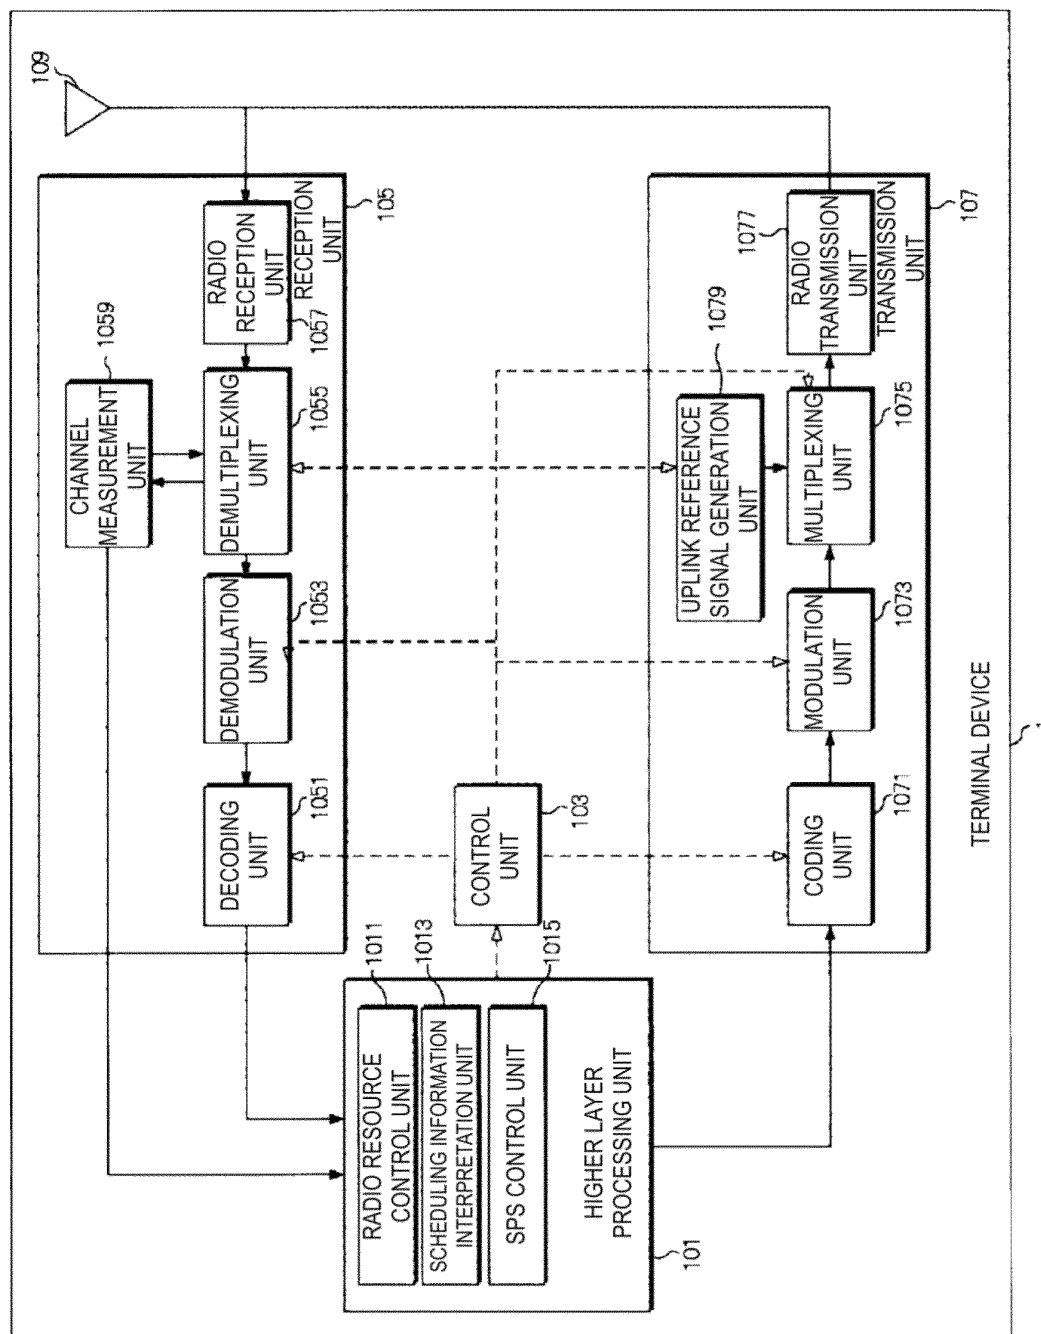 109
105
RECEPTION
UNIT
RADIO
RECEPTION
UNIT
1057
1059
CHANNEL
MEASUREMENT
UNIT
DEMULTIPLEXING
UNIT
1055
DEMODULATION
UNIT
1053
DECODING
UNIT
1051
CONTROL
UNIT
103
1011
1013
1015
RADIO RESOURCE
CONTROL UNIT
SCHEDULING INFORMATION
INTERPRETATION UNIT
SPS CONTROL UNIT
HIGHER LAYER
PROCESSING UNIT
101
107
1077
RADIO
TRANSMISSION
UNIT
TRANSMISSION
UNIT
1079
UPLINK REFERENCE
SIGNAL GENERATION
UNIT
MULTIPLEXING
UNIT
1075
MODULATION
UNIT
1073
CODING
UNIT
1071
TERMINAL DEVICE